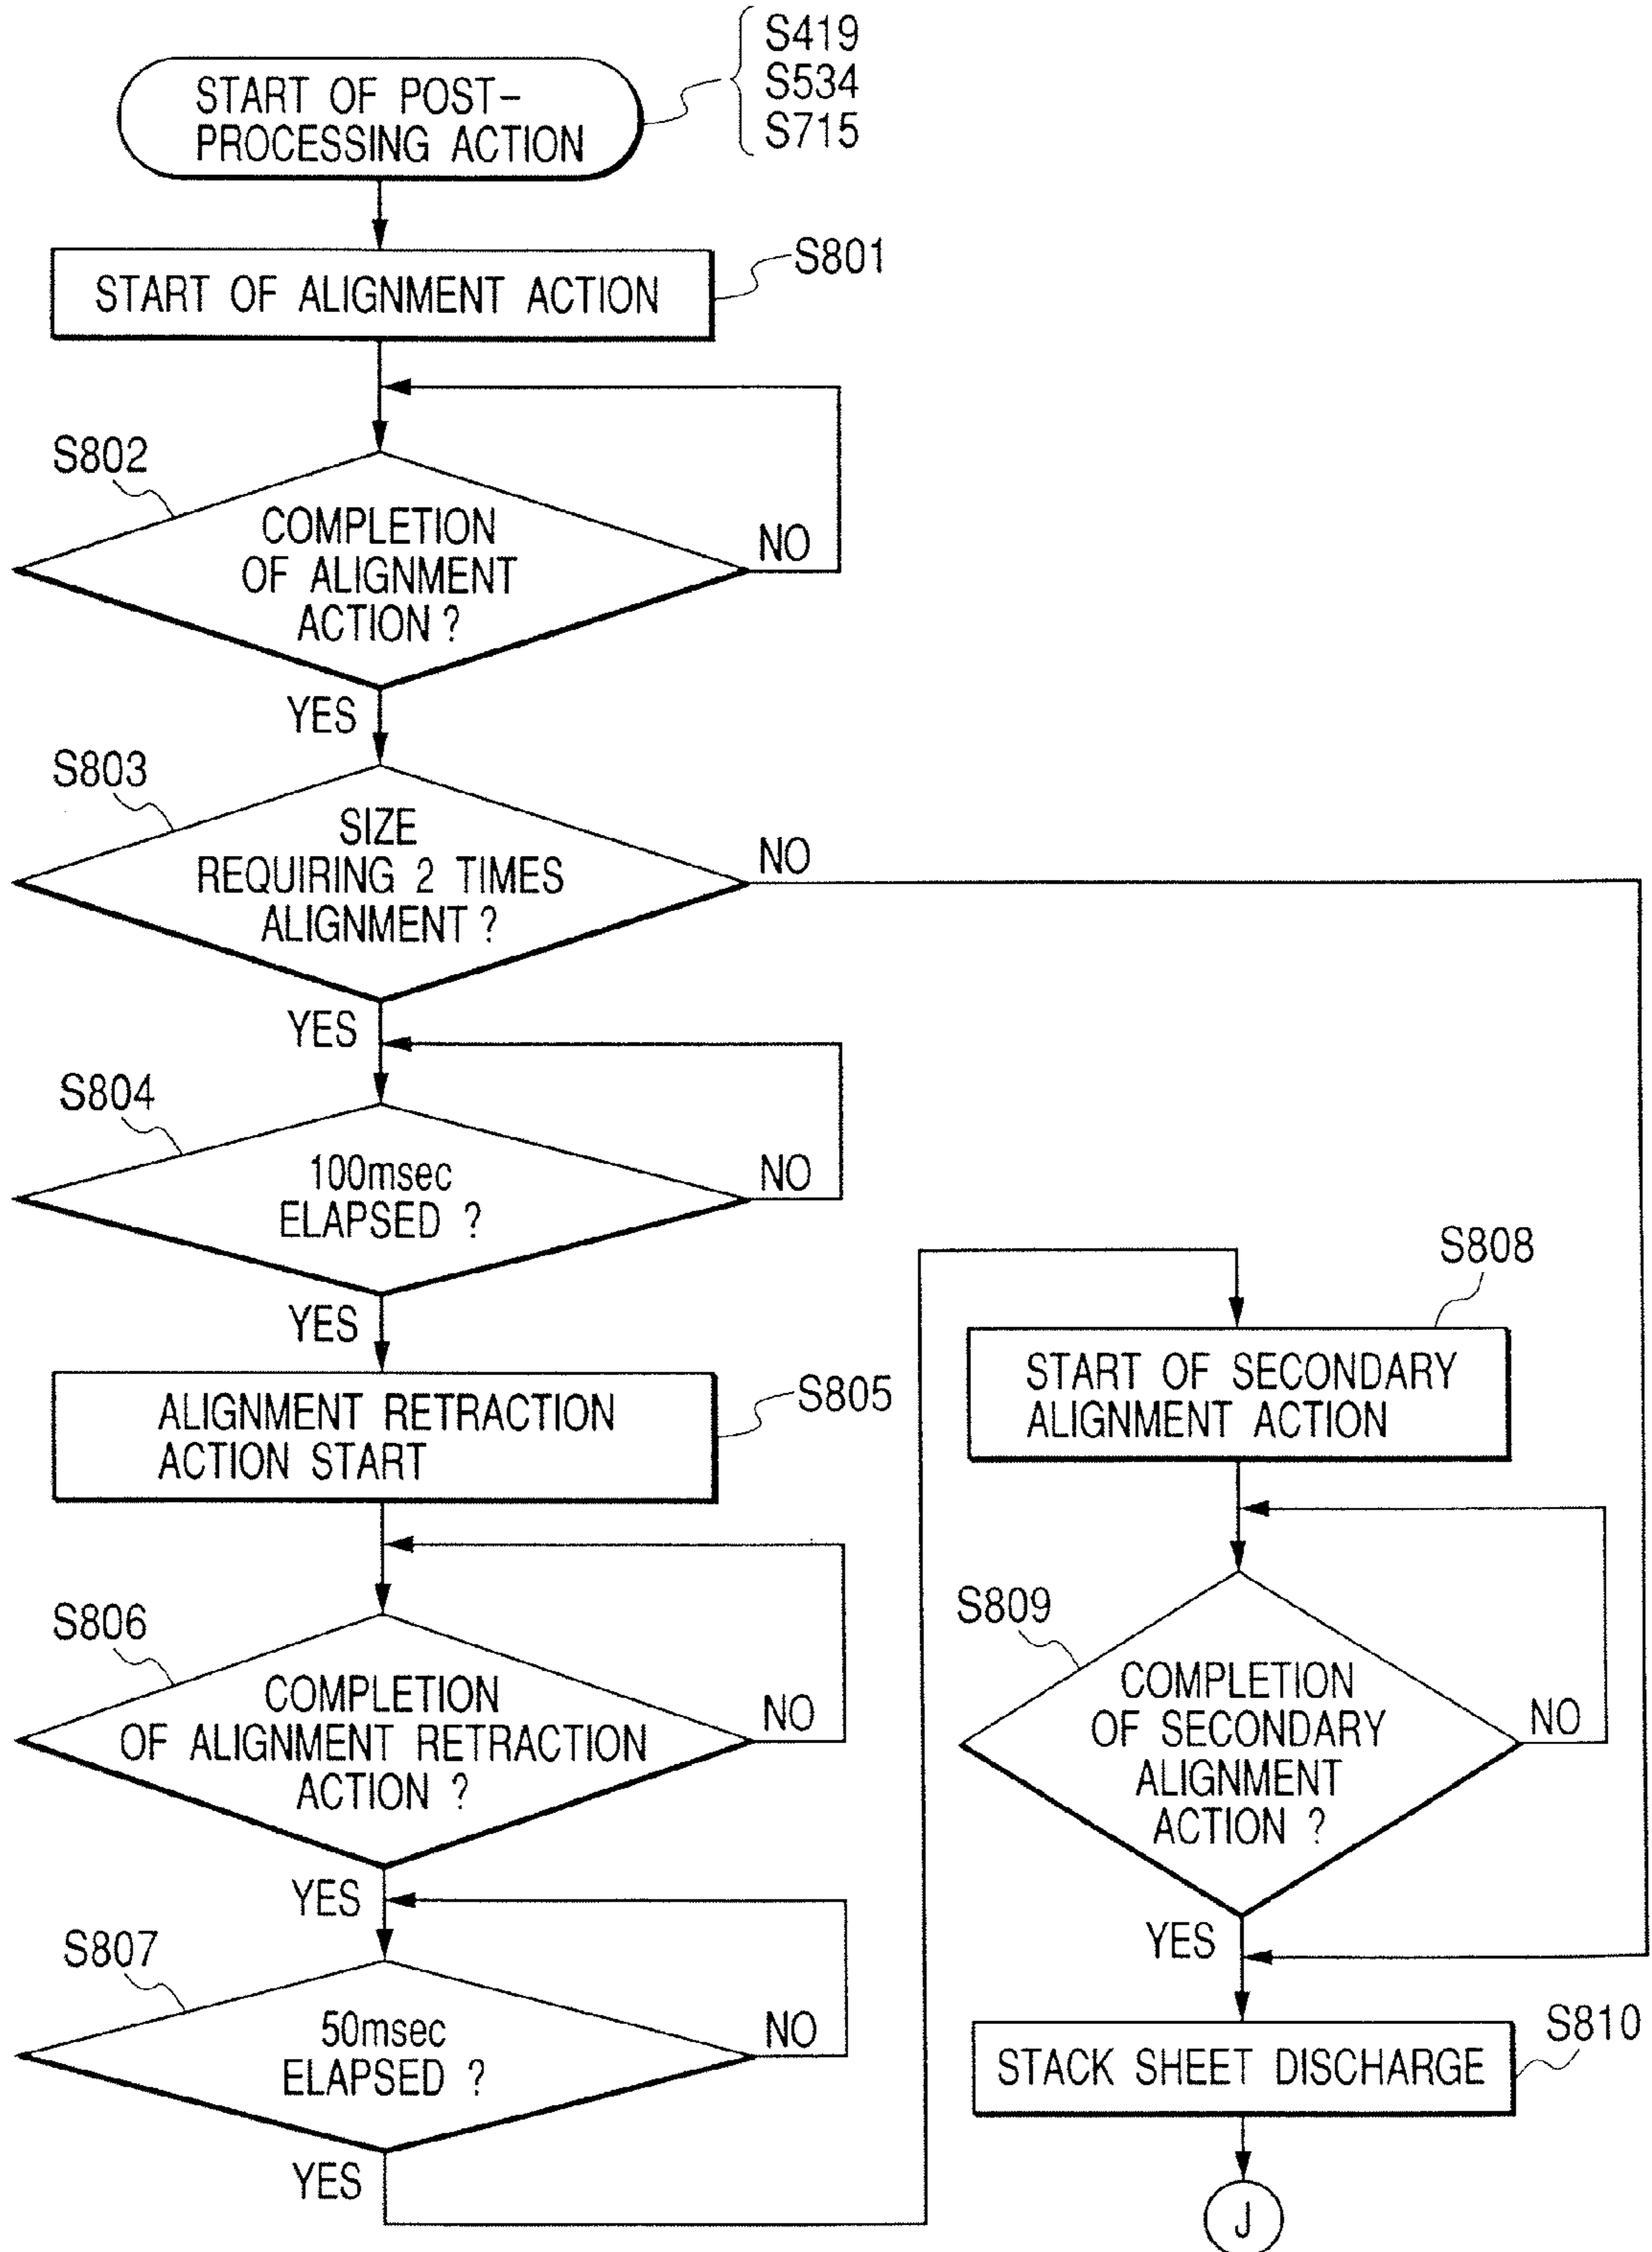 START OF POST-
PROCESSING ACTION
S419
S534
S715
START OF ALIGNMENT ACTION
S801
S802
COMPLETION
OF ALIGNMENT
ACTION ?
NO
YES
S803
SIZE
REQUIRING 2 TIMES
ALIGNMENT ?
NO
YES
S804
100msec
ELAPSED ?
NO
YES
ALIGNMENT RETRACTION
ACTION START
S805
S806
COMPLETION
OF ALIGNMENT RETRACTION
ACTION ?
NO
YES
S807
50msec
ELAPSED ?
NO
YES
S808
START OF SECONDARY
ALIGNMENT ACTION
S809
COMPLETION
OF SECONDARY
ALIGNMENT
ACTION ?
NO
YES
STACK SHEET DISCHARGE
S810
J